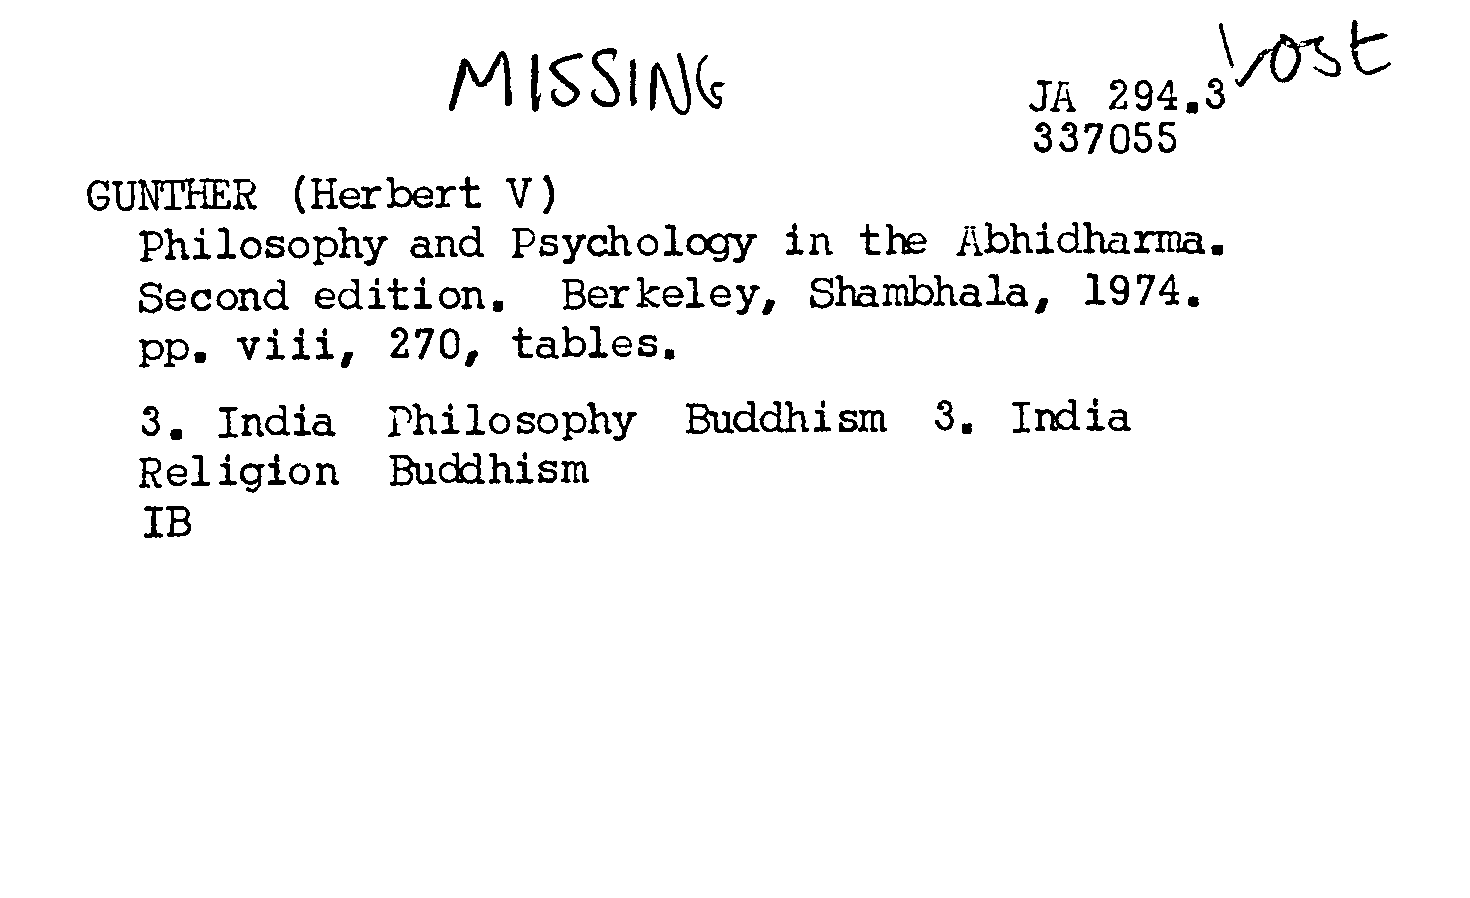 MISSING
Lost
JA 294.3
337055
GUNTHER (Herbert V)
Philosophy and Psychology in the Abhidharma.
Second edition. Berkeley, Shambhala, 1974.
pp. viii, 270, tables.
3. India Philosophy Buddhism 3. India
Religion Buddhism
IB